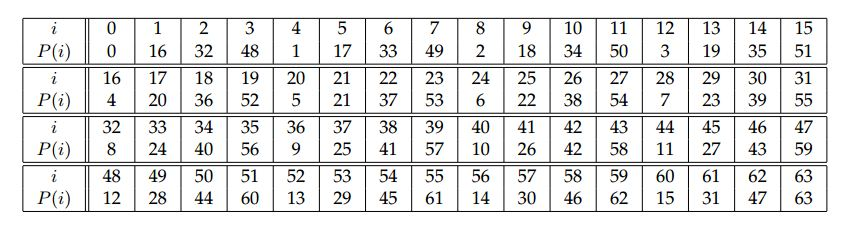 i 0 1 2 3 4 5 6 7 8 9 10 11 12 13 14 15
P(i) 0 16 32 48 1 17 33 49 2 18 34 50 3 19 35 51
i 16 17 18 19 20 21 22 23 24 25 26 27 28 29 30 31
P(i) 4 20 36 52 5 21 37 53 6 22 38 54 7 23 39 55
i 32 33 34 35 36 37 38 39 40 41 42 43 44 45 46 47
P(i) 8 24 40 56 9 25 41 57 10 26 42 58 11 27 43 59
i 48 49 50 51 52 53 54 55 56 57 58 59 60 61 62 63
P(i) 12 28 44 60 13 29 45 61 14 30 46 62 15 31 47 63